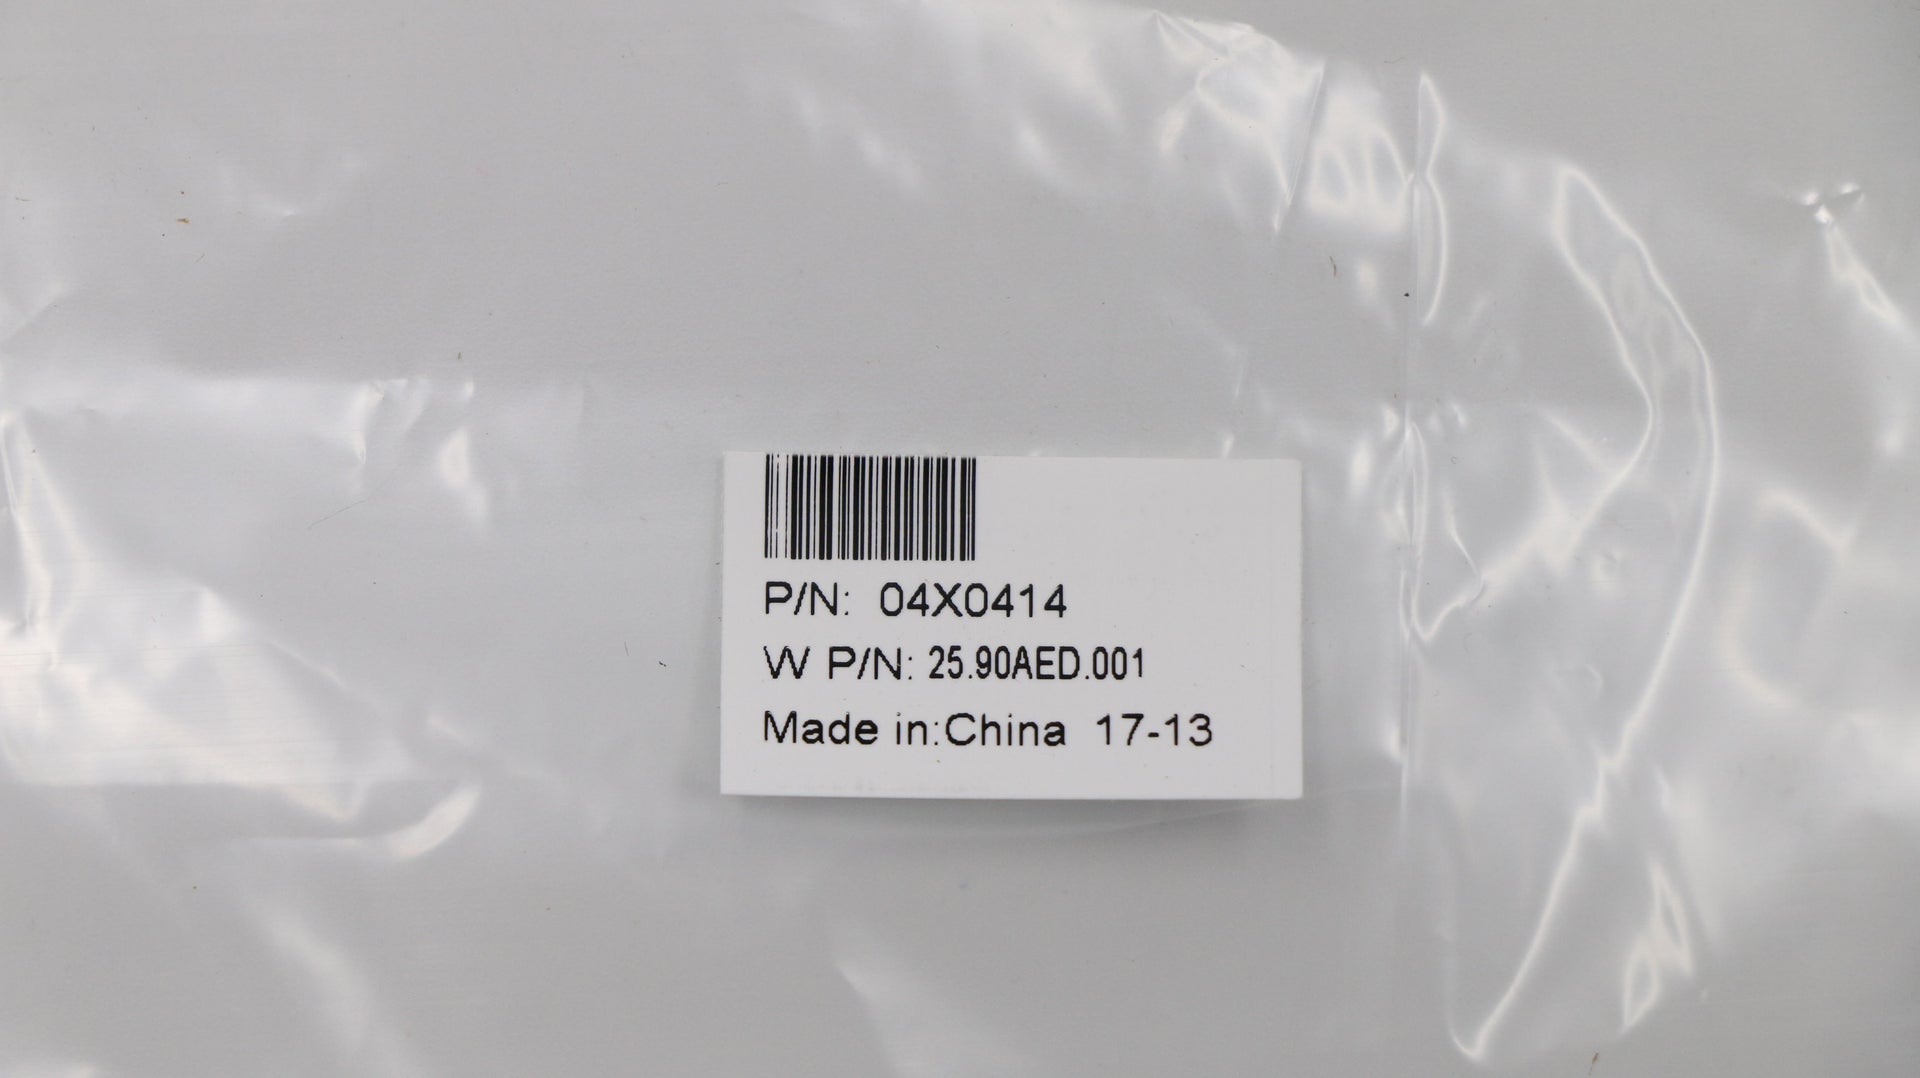 P/N: 04X0414
W P/N: 25.90AED.001
Made in:China 17-13